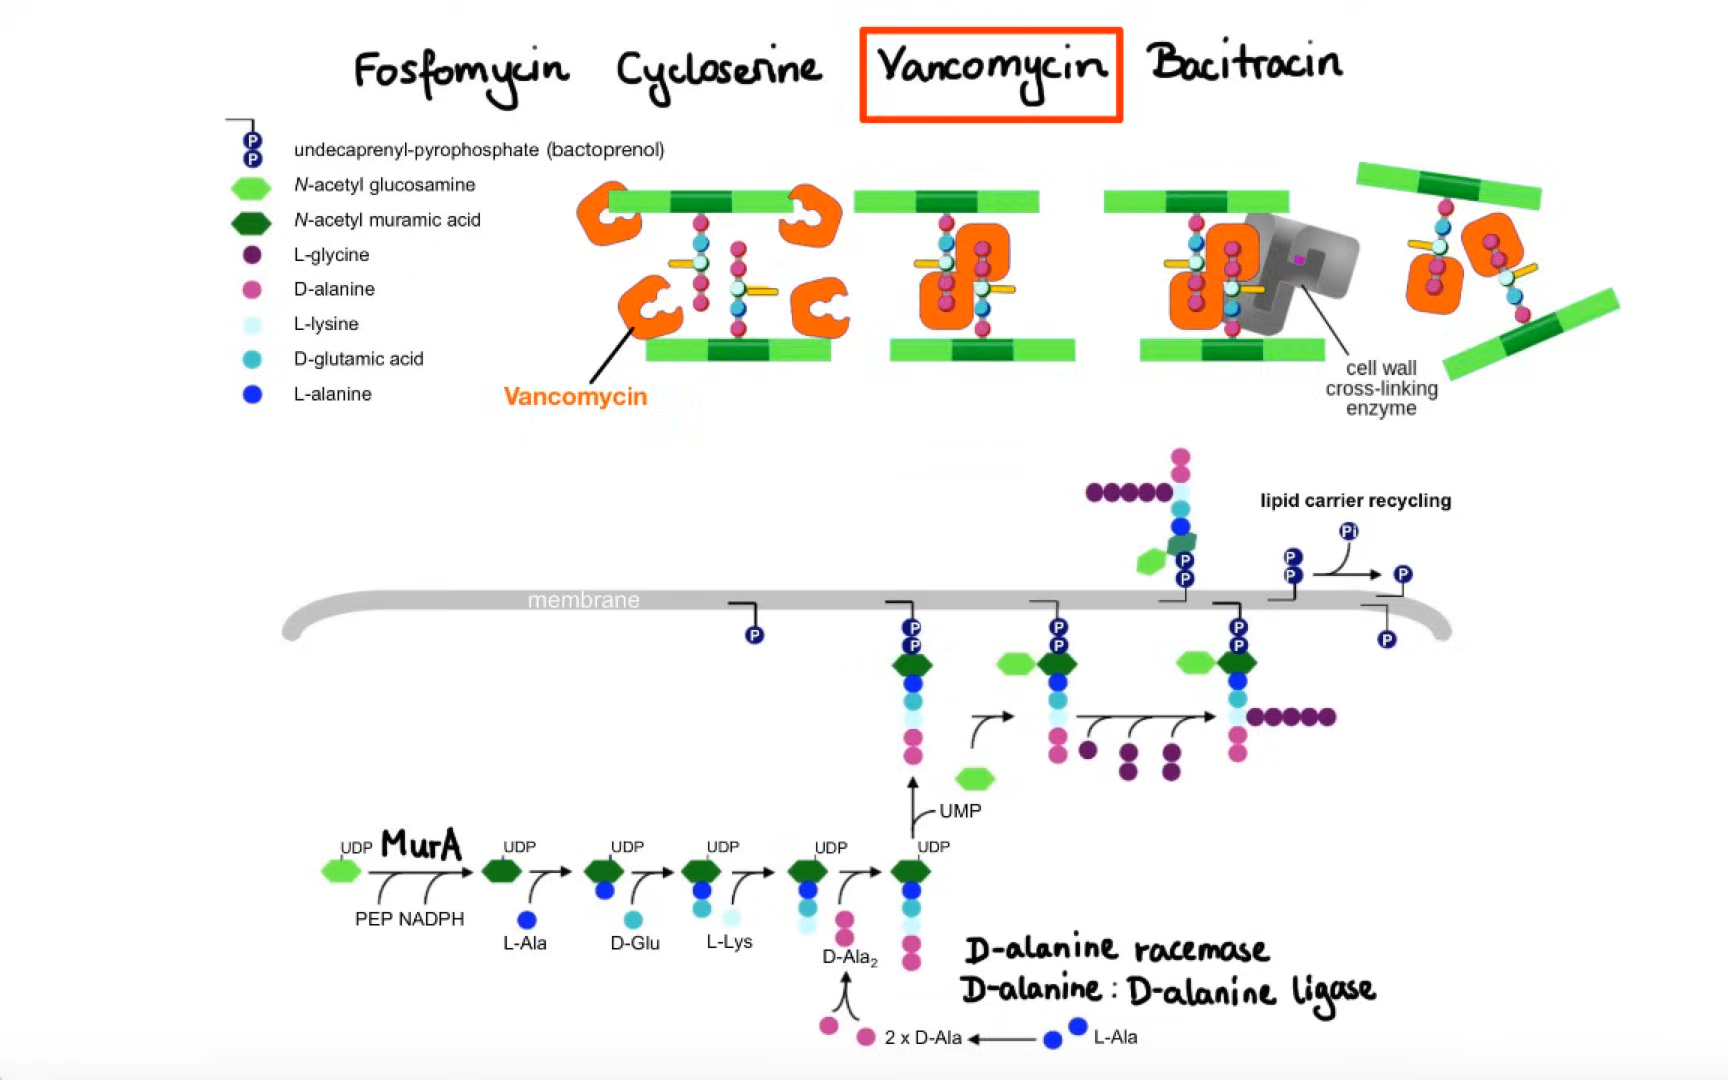 Fosfomycin Cycloserine Vancomycin Bacitracin
P
P
undecaprenyl-pyrophosphate (bactoprenol)
N-acetyl glucosamine
N-acetyl muramic acid
L-glycine
D-alanine
L-lysine
D-glutamic acid
L-alanine
Vancomycin
cell wall
cross-linking
enzyme
lipid carrier recycling
Pi
P
P
P
P
P
P
membrane
P
P
P
P
P
P
P
P
UMP
UDP MurA UDP UDP UDP UDP UDP
PEP NADPH
L-Ala
D-Glu
L-Lys
D-Ala2
D-alanine racemase
D-alanine : D-alanine ligase
2 x D-Ala
L-Ala